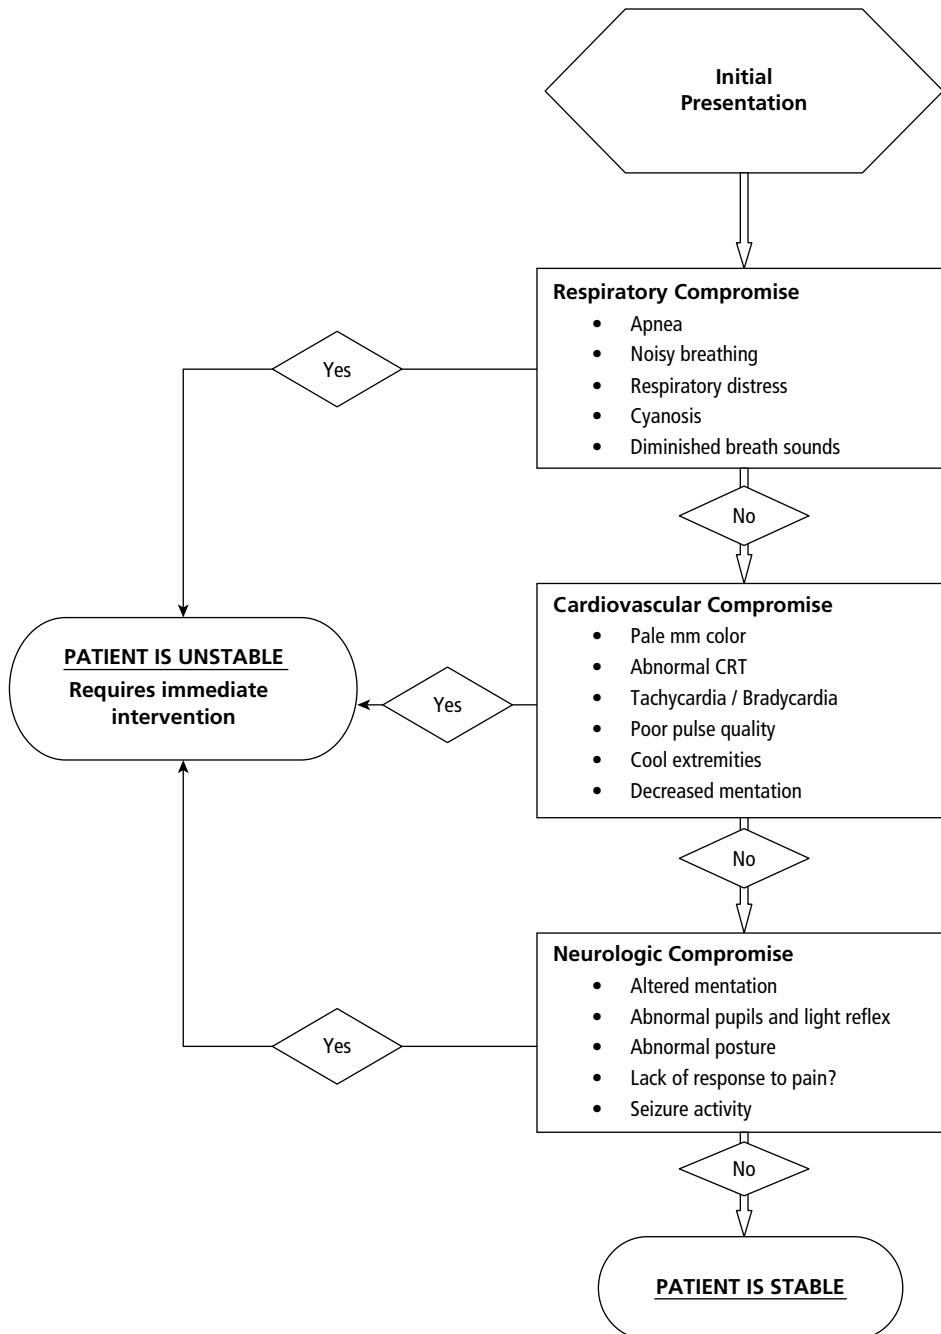 Initial
Presentation
Respiratory Compromise
• Apnea
• Noisy breathing
• Respiratory distress
• Cyanosis
• Diminished breath sounds
Yes
No
Cardiovascular Compromise
• Pale mm color
• Abnormal CRT
• Tachycardia / Bradycardia
• Poor pulse quality
• Cool extremities
• Decreased mentation
Yes
PATIENT IS UNSTABLE
Requires immediate
intervention
No
Neurologic Compromise
• Altered mentation
• Abnormal pupils and light reflex
• Abnormal posture
• Lack of response to pain?
• Seizure activity
Yes
No
PATIENT IS STABLE